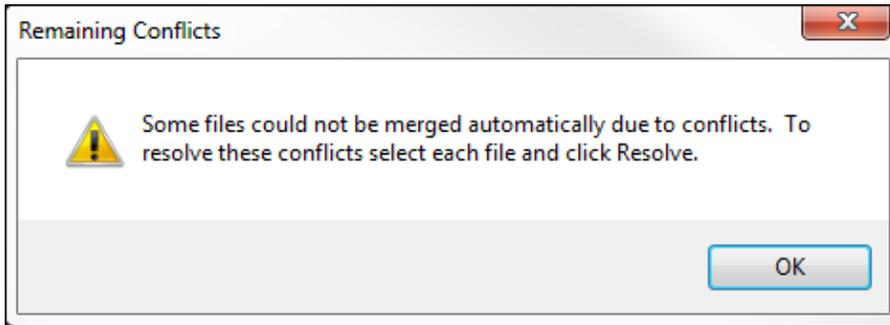 Remaining Conflicts
Some files could not be merged automatically due to conflicts.  To
resolve these conflicts select each file and click Resolve.
OK